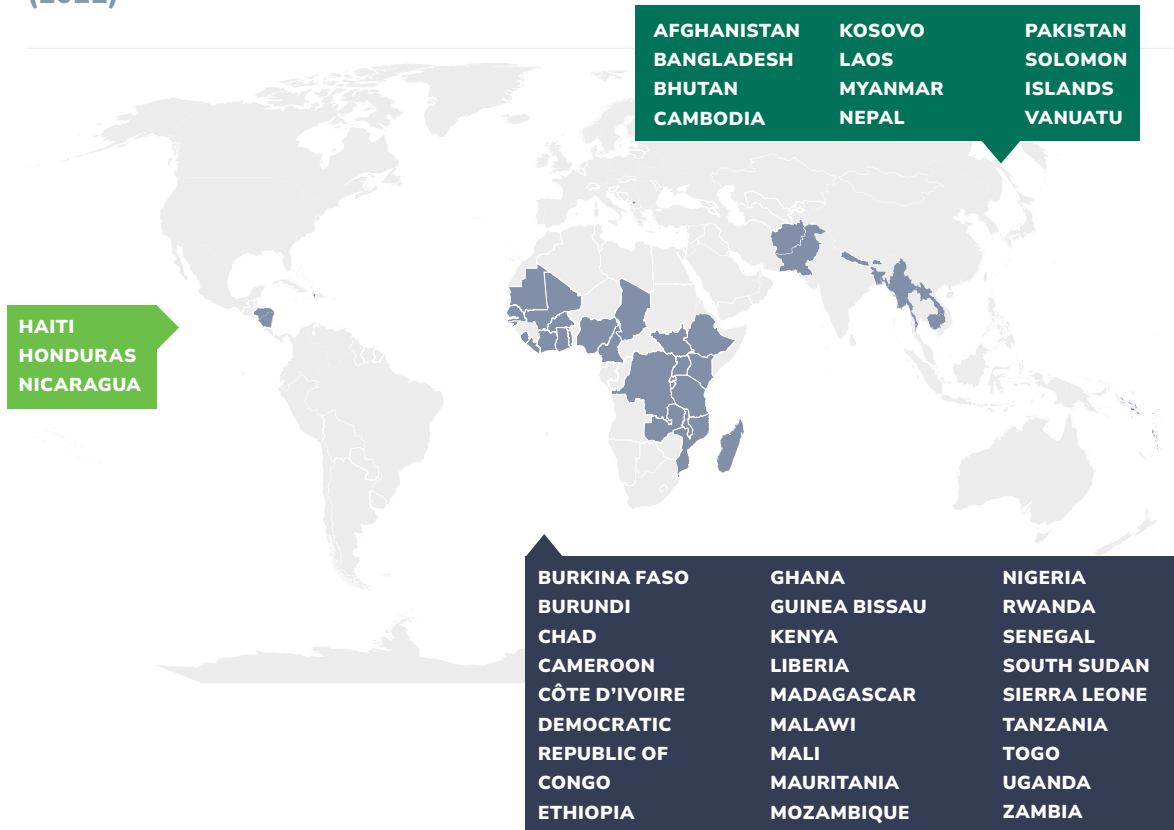 AFGHANISTAN
BANGLADESH
BHUTAN
CAMBODIA
KOSOVO
LAOS
MYANMAR
NEPAL
PAKISTAN
SOLOMON
ISLANDS
VANUATU
HAITI
HONDURAS
NICARAGUA
BURKINA FASO
BURUNDI
CHAD
CAMEROON
CÔTE D’IVOIRE
DEMOCRATIC
REPUBLIC OF
CONGO
ETHIOPIA
GHANA
GUINEA BISSAU
KENYA
LIBERIA
MADAGASCAR
MALAWI
MALI
MAURITANIA
MOZAMBIQUE
NIGERIA
RWANDA
SENEGAL
SOUTH SUDAN
SIERRA LEONE
TANZANIA
TOGO
UGANDA
ZAMBIA